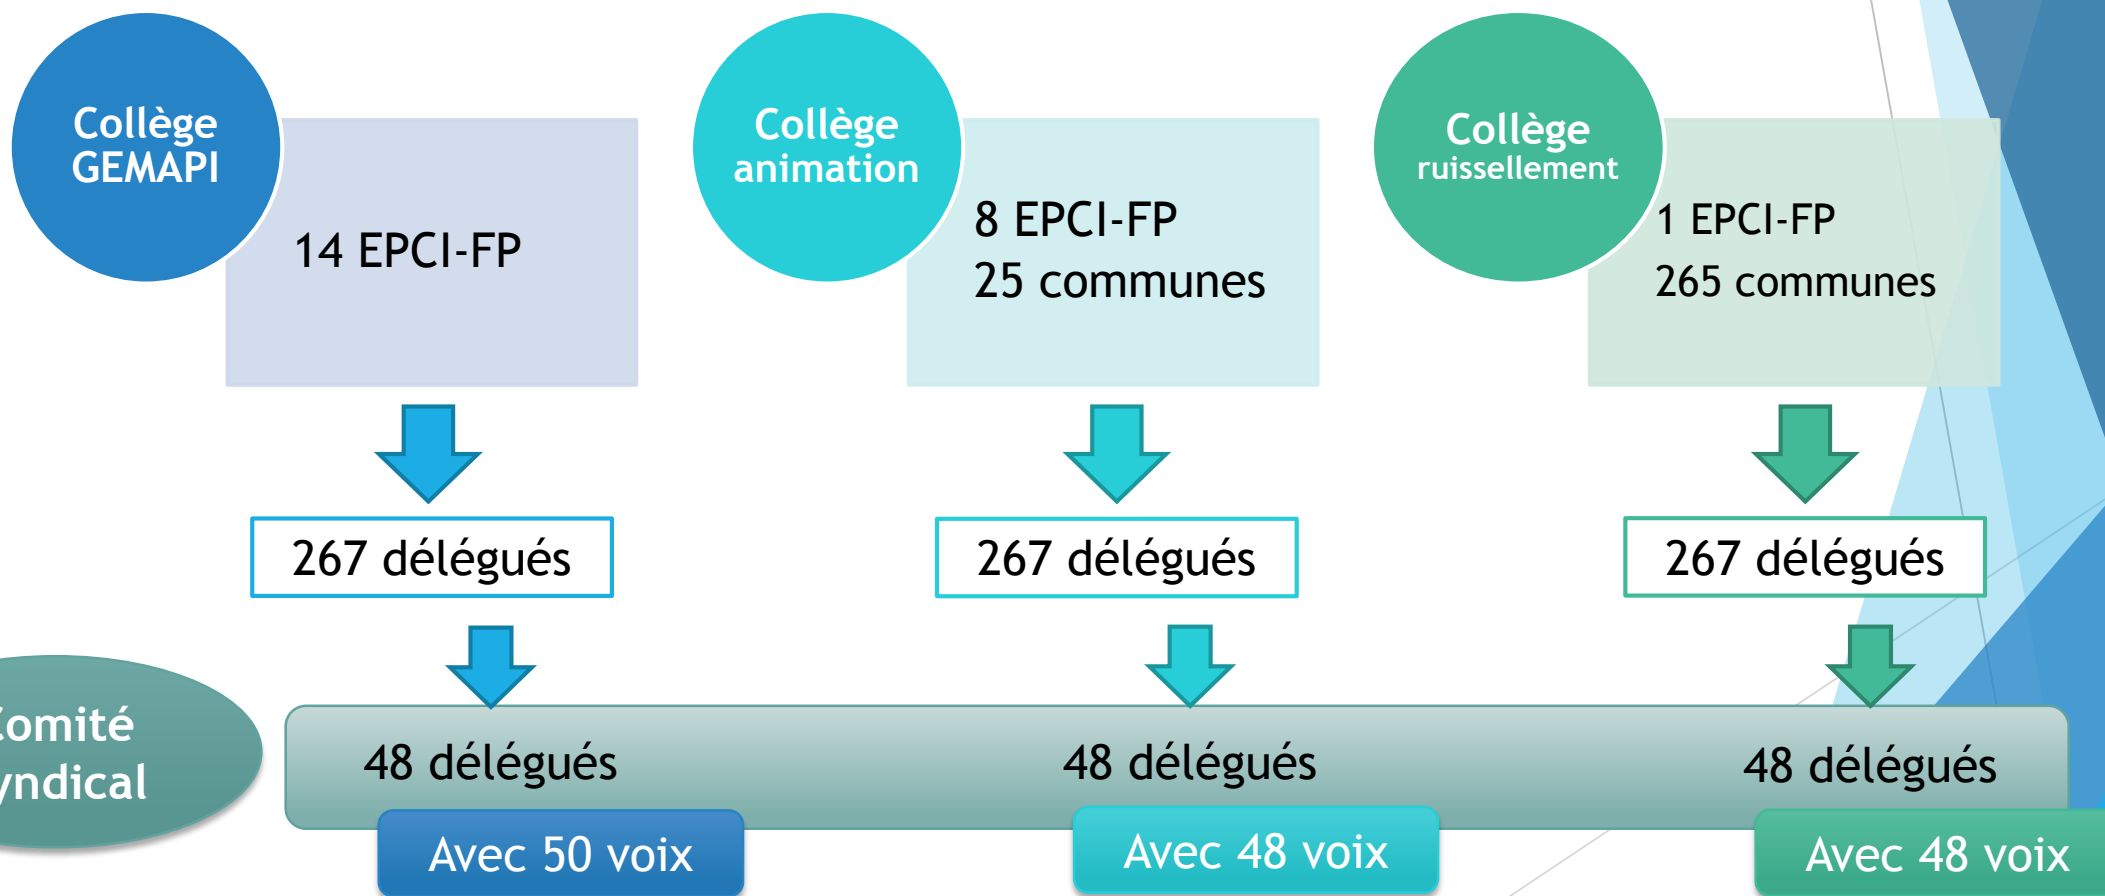 Collège
GEMAPI
14 EPCI-FP
267 délégués
Collège
animation
8 EPCI-FP
25 communes
267 délégués
Collège
ruissellement
1 EPCI-FP
265 communes
267 délégués
omité
yndical
48 délégués
Avec 50 voix
48 délégués
Avec 48 voix
48 délégués
Avec 48 voix